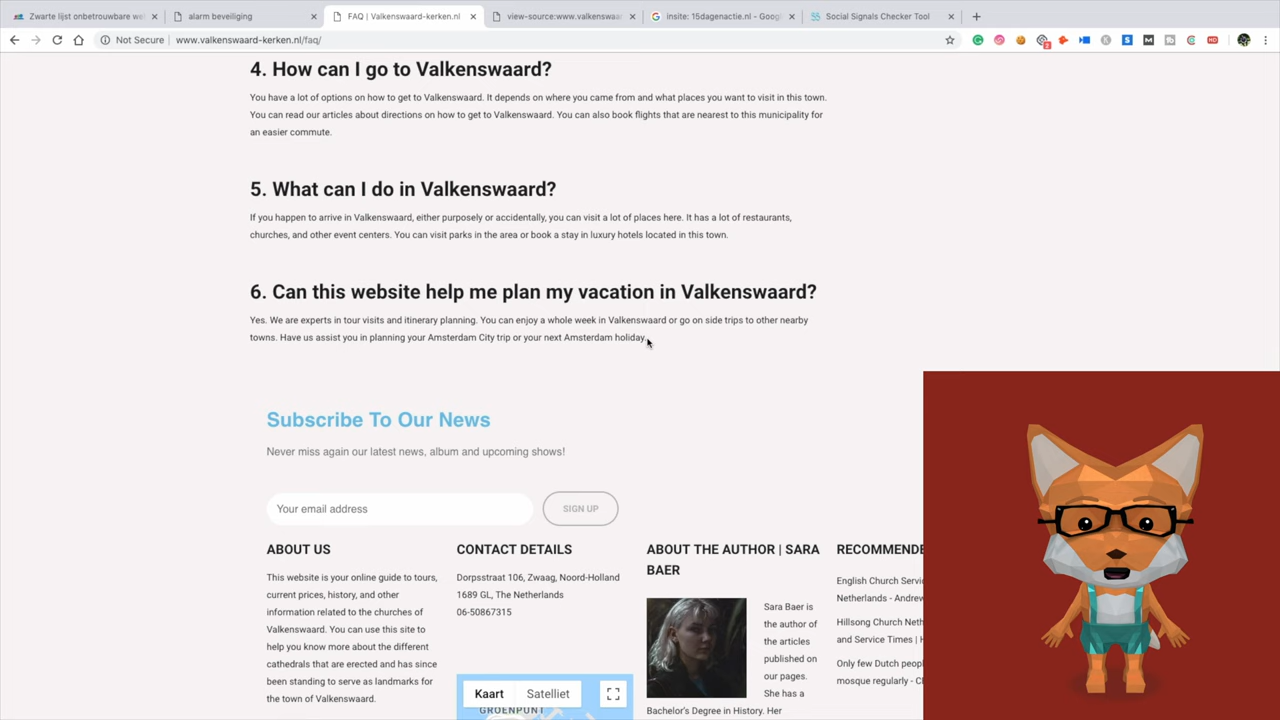 Zwarte lijst onbetrouwbare we
alarm beveiliging
FAQ | Valkenswaard-kerken.nl
view-source:www.valkenswaa
insite: 15dagenactie.nl - Goog
Social Signals Checker Tool
Not Secure
www.valkenswaard-kerken.nl/faq/
4. How can I go to Valkenswaard?
You have a lot of options on how to get to Valkenswaard. It depends on where you came from and what places you want to visit in this town.
You can read our articles about directions on how to get to Valkenswaard. You can also book flights that are nearest to this municipality for
an easier commute.
5. What can I do in Valkenswaard?
If you happen to arrive in Valkenswaard, either purposely or accidentally, you can visit a lot of places here. It has a lot of restaurants,
churches, and other event centers. You can visit parks in the area or book a stay in luxury hotels located in this town.
6. Can this website help me plan my vacation in Valkenswaard?
Yes. We are experts in tour visits and itinerary planning. You can enjoy a whole week in Valkenswaard or go on side trips to other nearby
towns. Have us assist you in planning your Amsterdam City trip or your next Amsterdam holiday.
Subscribe To Our News
Never miss again our latest news, album and upcoming shows!
Your email address
SIGN UP
ABOUT US
This website is your online guide to tours,
current prices, history, and other
information related to the churches of
Valkenswaard. You can use this site to
help you know more about the different
cathedrals that are erected and has since
been standing to serve as landmarks for
the town of Valkenswaard.
CONTACT DETAILS
Dorpsstraat 106, Zwaag, Noord-Holland
1689 GL, The Netherlands
06-50867315
Kaart
Satelliet
GROENPUNT
ABOUT THE AUTHOR | SARA
BAER
Sara Baer is
the author of
the articles
published on
our pages.
She has a
Bachelor's Degree in History. Her
RECOMMENDE
English Church Servic
Netherlands - Andrew
Hillsong Church Neth
and Service Times | H
Only few Dutch peopl
mosque regularly - C